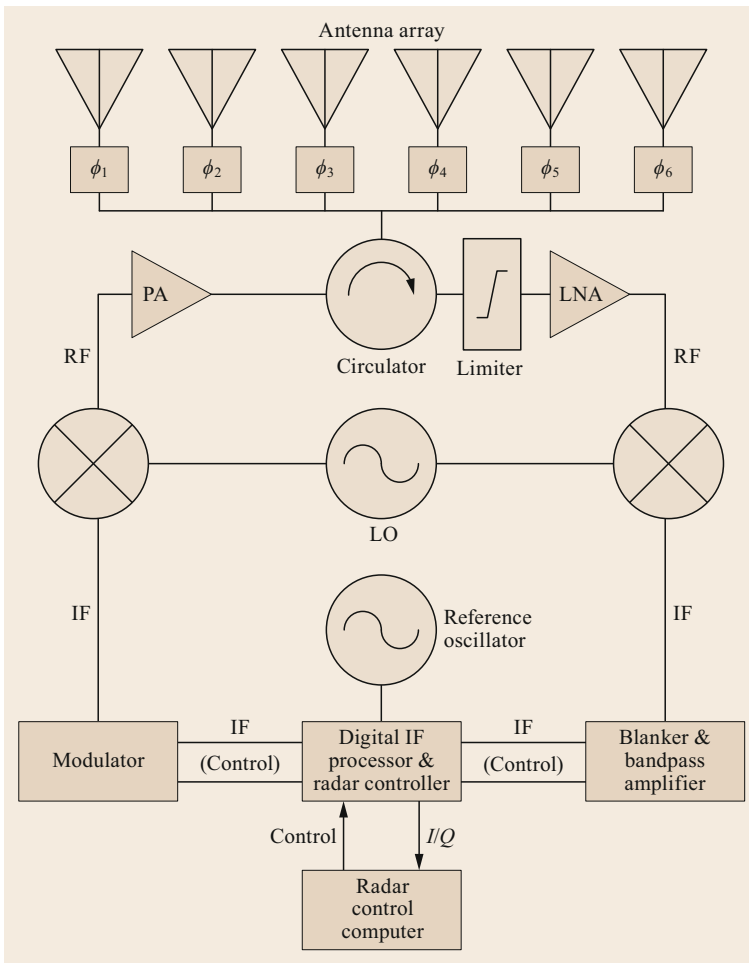 Antenna array
ϕ1 ϕ2 ϕ3 ϕ4 ϕ5 ϕ6
PA
LNA
Circulator
Limiter
RF
RF
LO
IF
Reference
oscillator
IF
Modulator
IF
(Control)
Digital IF
processor &
radar controller
IF
(Control)
Blanker &
bandpass
amplifier
Control
I/Q
Radar
control
computer